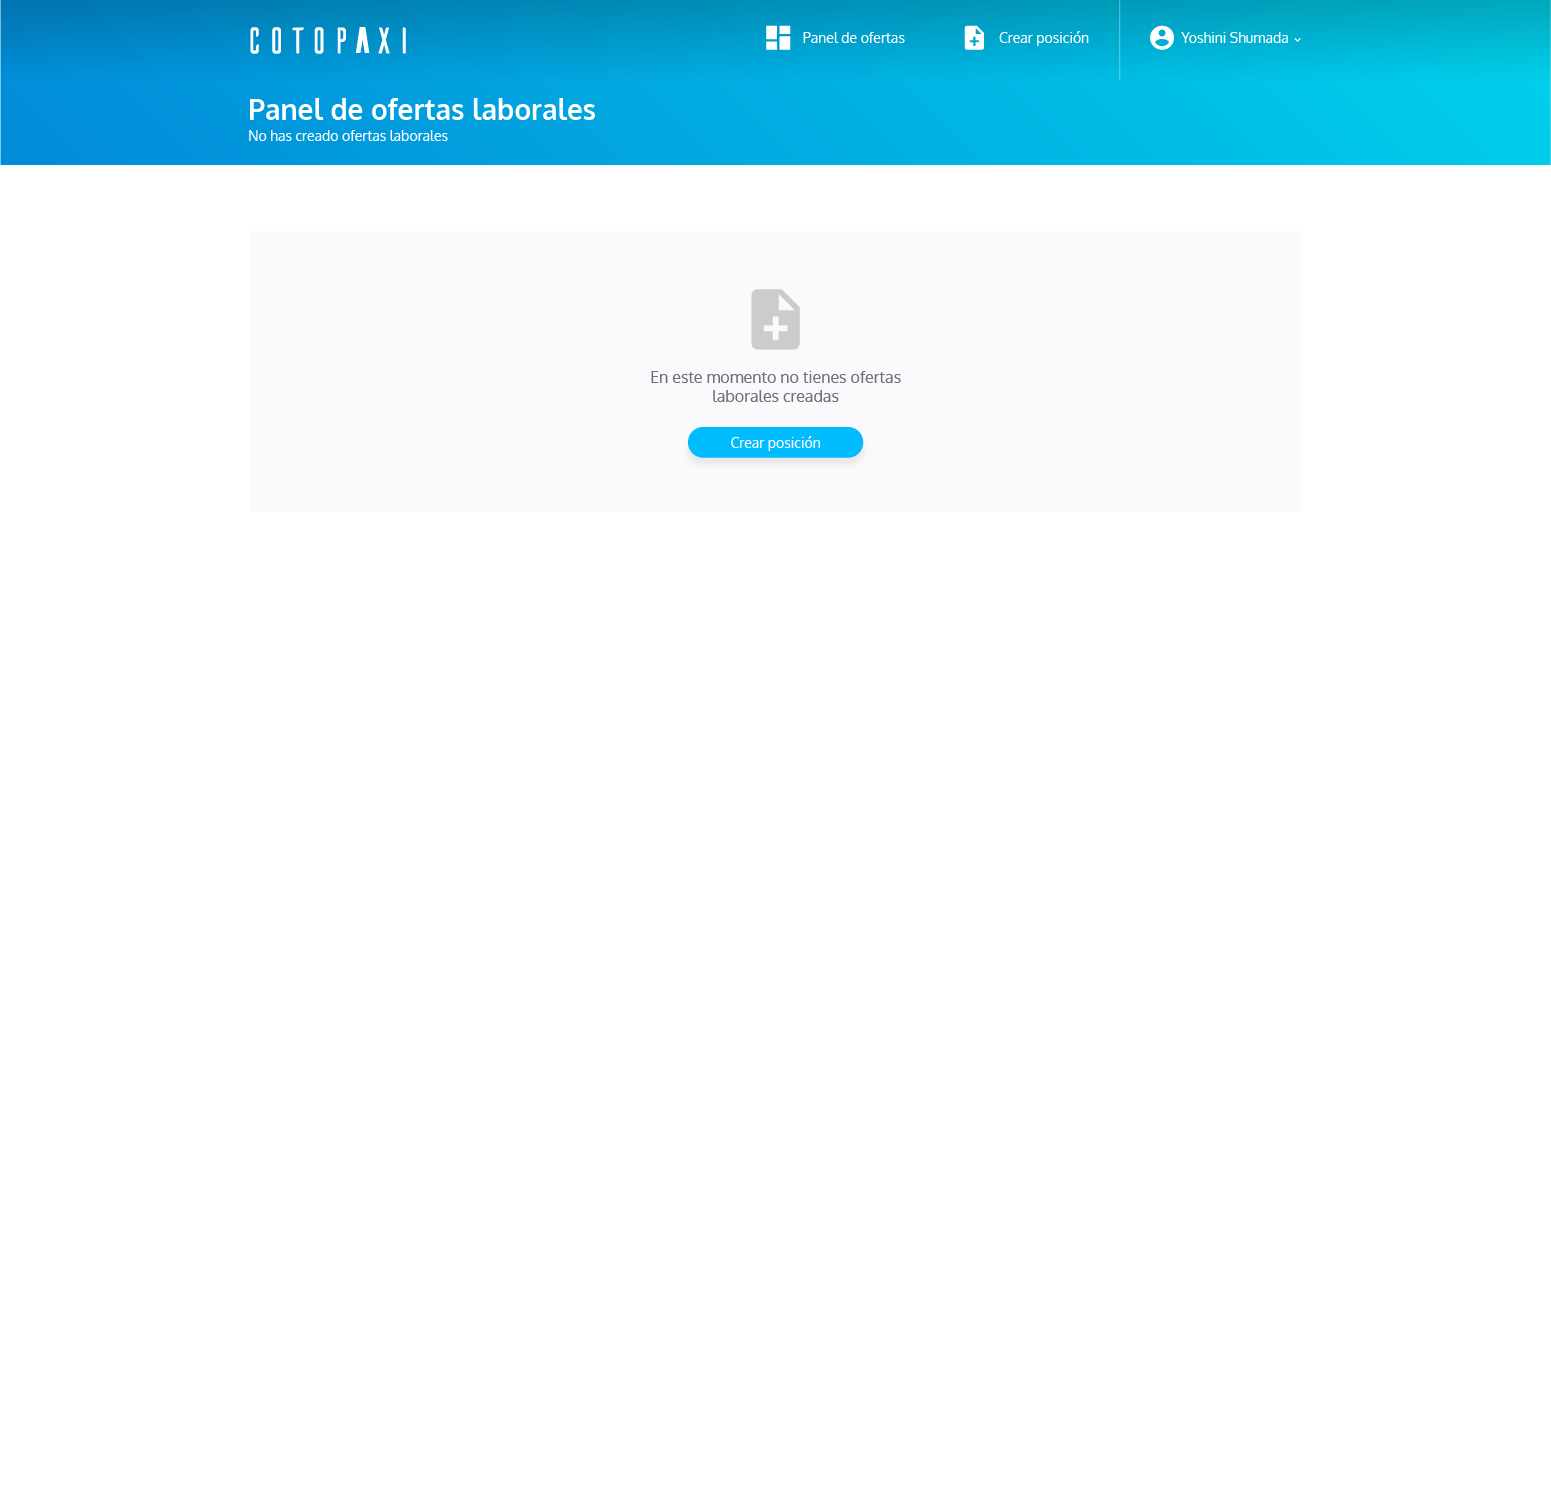 COTOPAXI
Panel de ofertas
Crear posición
Yoshini Shumada
Panel de ofertas laborales
No has creado ofertas laborales
En este momento no tienes ofertas
laborales creadas
Crear posición